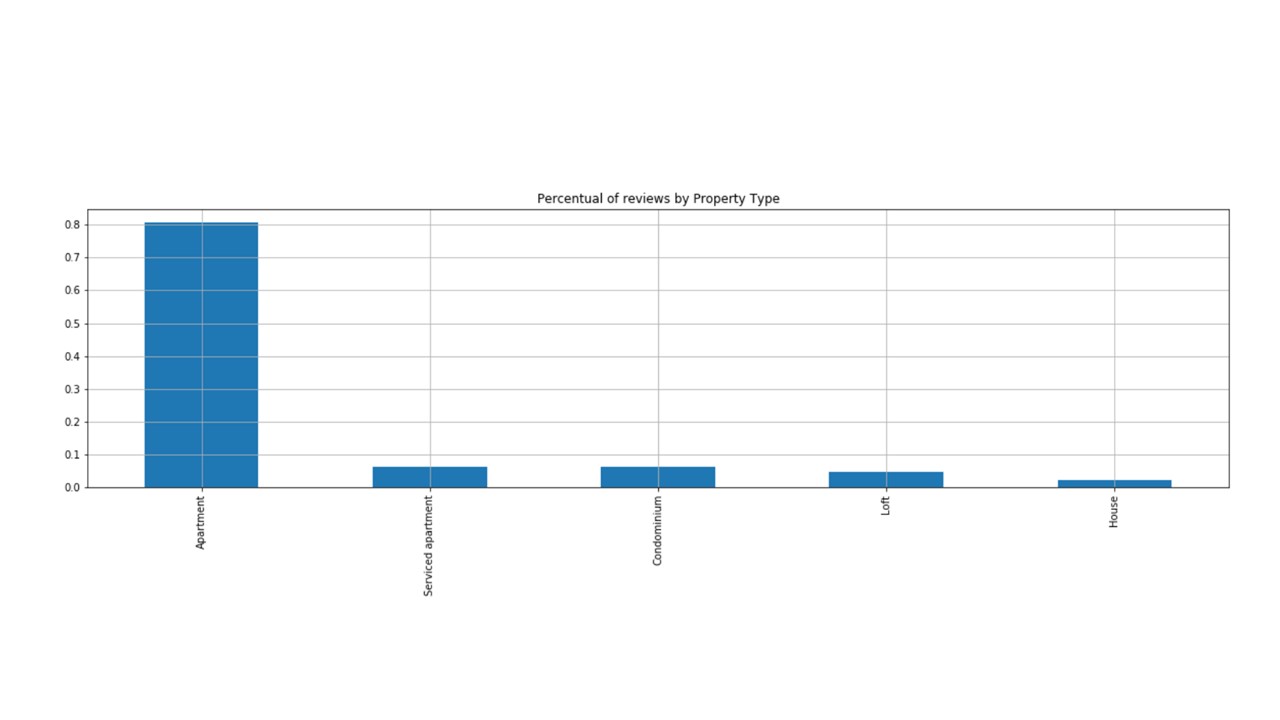 Percentual of reviews by Property Type
0.8
0.7
0.6
0.5
0.4
0.3
0.2
0.1
0.0
Apartment
Serviced apartment
Condominium
Loft
House